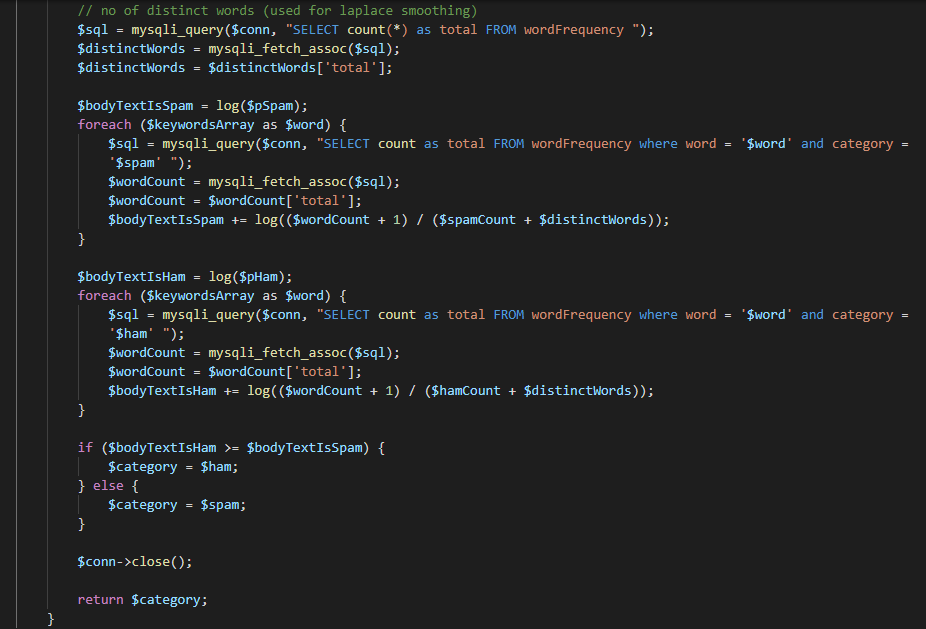 // no of distinct words (used for laplace smoothing)
$sql = mysqli_query($conn, "SELECT count(*) as total FROM wordFrequency ");
$distinctWords = mysqli_fetch_assoc($sql);
$distinctWords = $distinctWords['total'];
$bodyTextIsSpam = log($pSpam);
foreach ($keywordsArray as $word) {
$sql = mysqli_query($conn, "SELECT count as total FROM wordFrequency where word = '$word' and category =
'$spam' ");
$wordCount = mysqli_fetch_assoc($sql);
$wordCount = $wordCount['total'];
$bodyTextIsSpam += log(($wordCount + 1) / ($spamCount + $distinctWords));
}
$bodyTextIsHam = log($pHam);
foreach ($keywordsArray as $word) {
$sql = mysqli_query($conn, "SELECT count as total FROM wordFrequency where word = '$word' and category =
'$ham' ");
$wordCount = mysqli_fetch_assoc($sql);
$wordCount = $wordCount['total'];
$bodyTextIsHam += log(($wordCount + 1) / ($hamCount + $distinctWords));
}
if ($bodyTextIsHam >= $bodyTextIsSpam) {
$category = $ham;
} else {
$category = $spam;
}
$conn->close();
return $category;
}